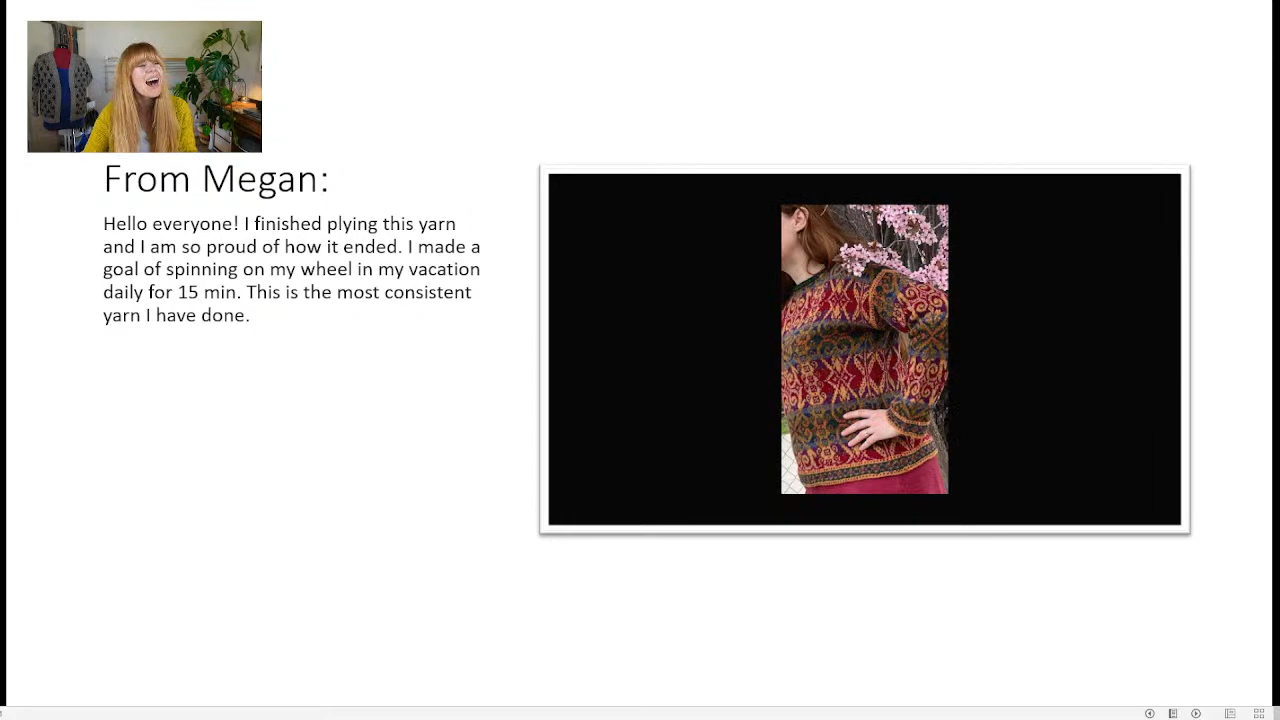 From Megan:
Hello everyone! I finished plying this yarn
and I am so proud of how it ended. I made a
goal of spinning on my wheel in my vacation
daily for 15 min. This is the most consistent
yarn I have done.